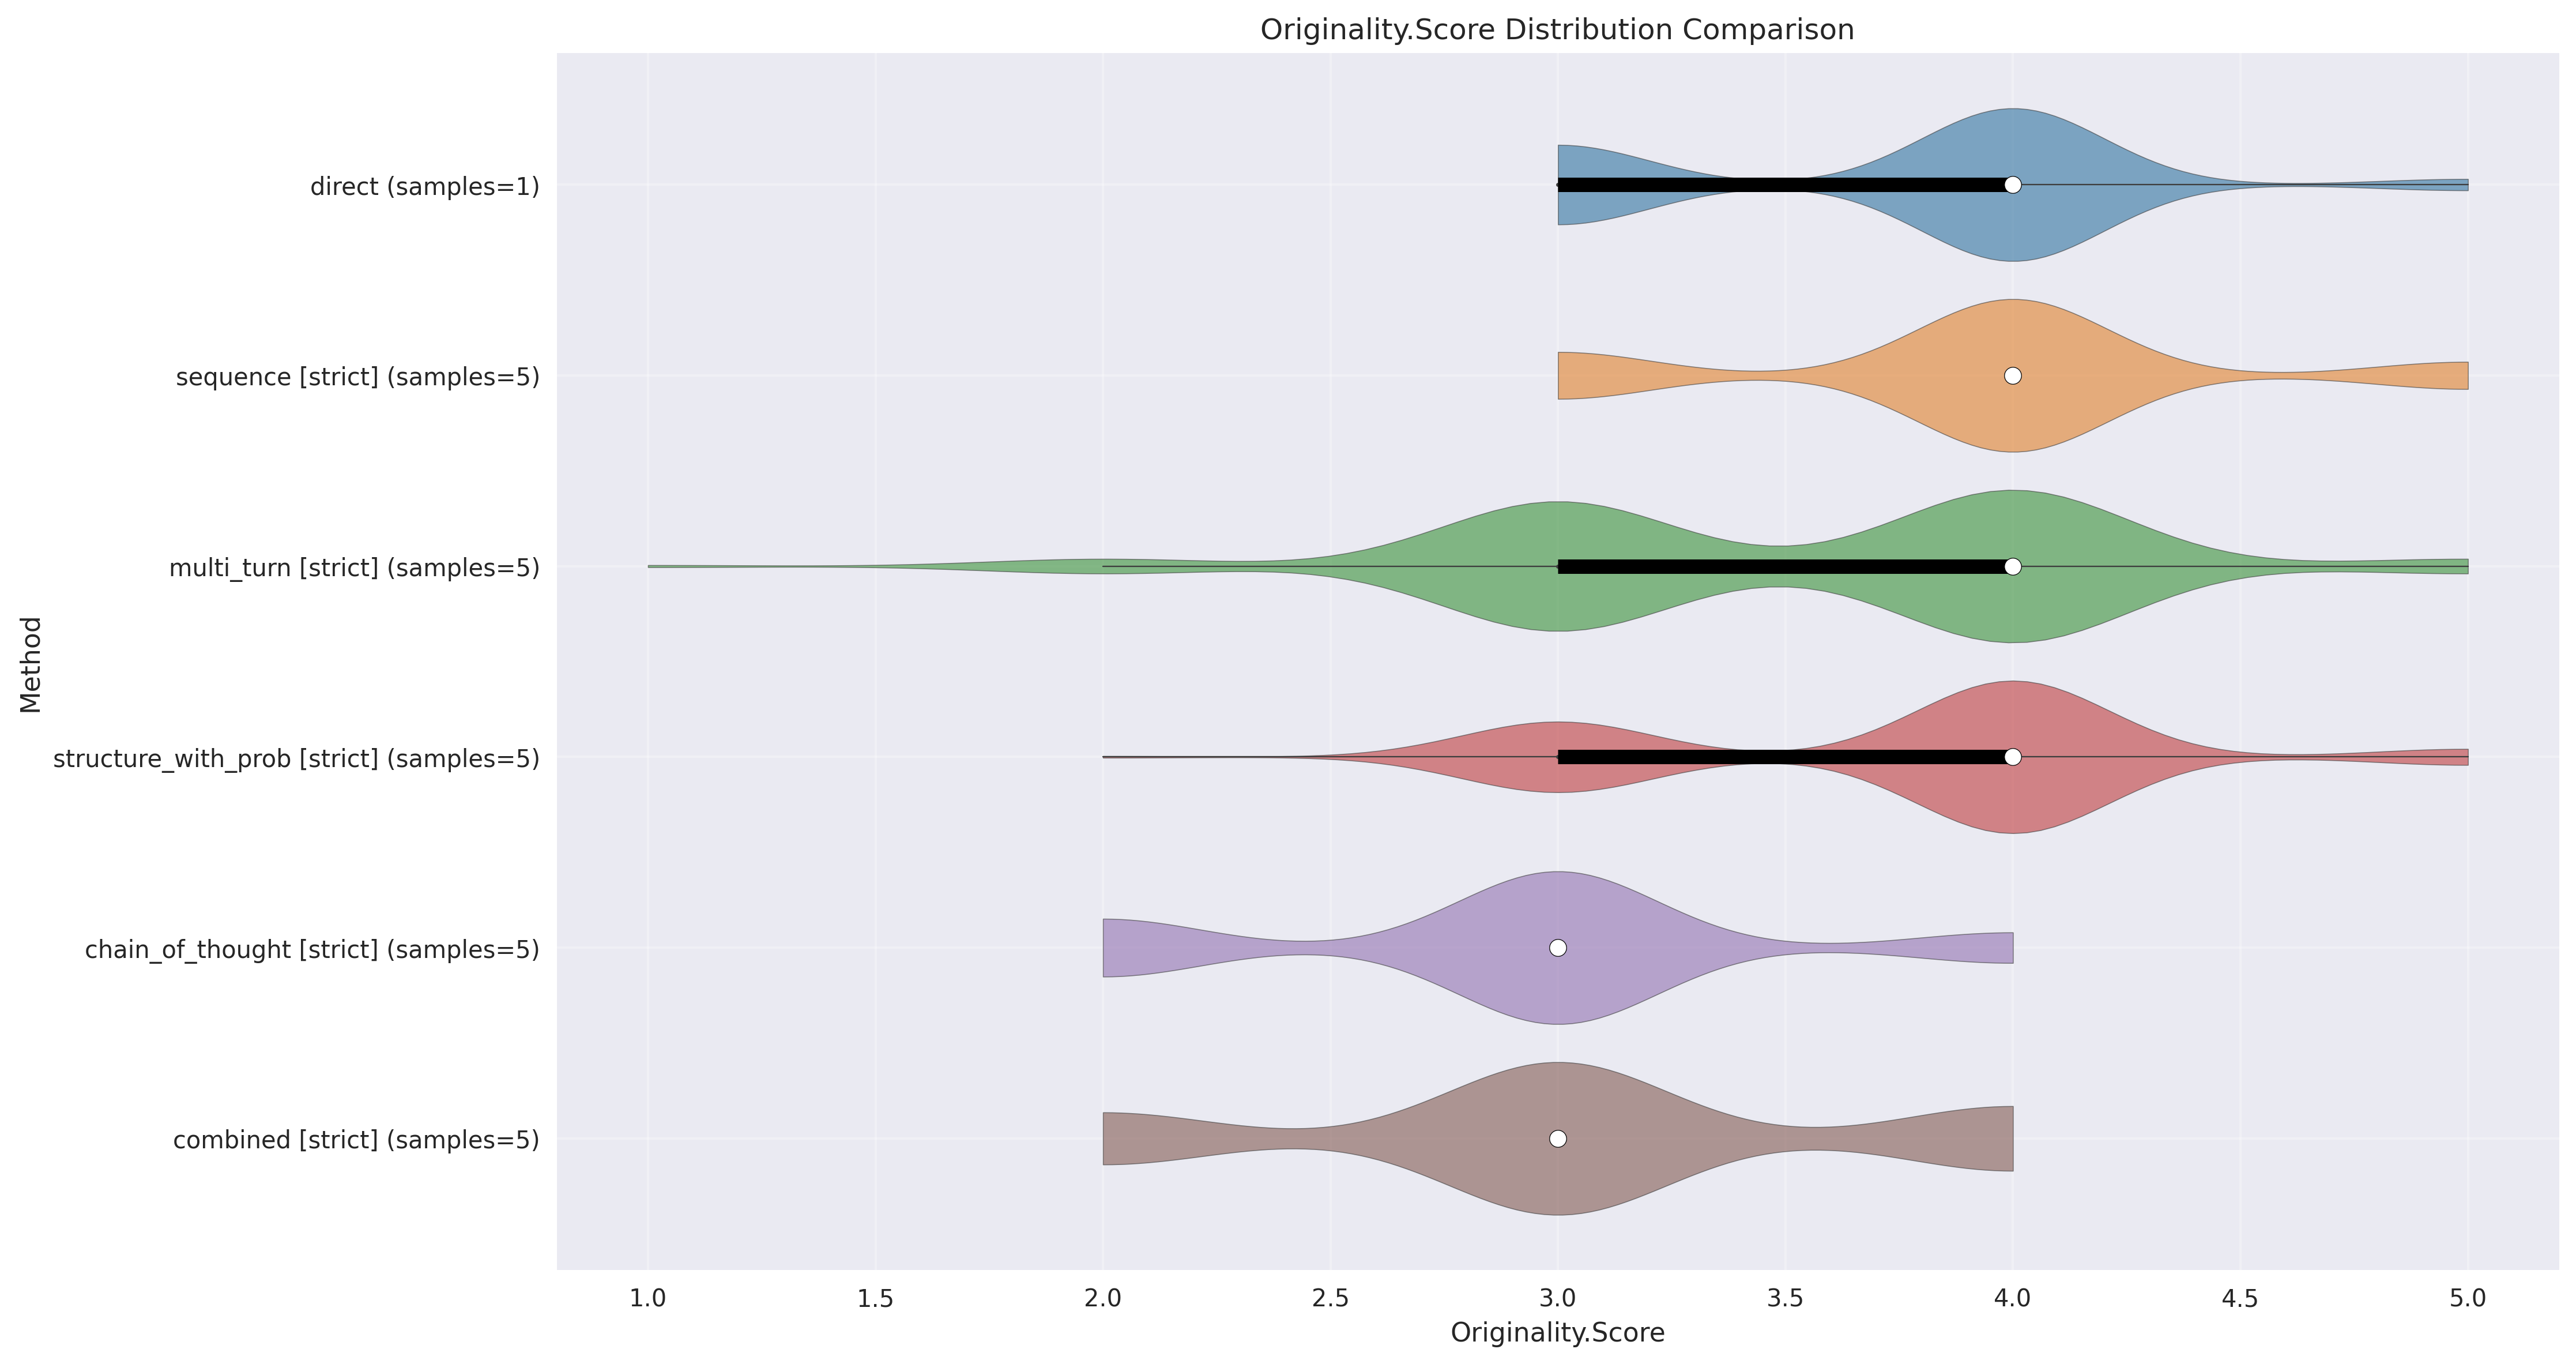 Originality.Score Distribution Comparison
direct (samples=1)
sequence [strict] (samples=5)
multi_turn [strict] (samples=5)
Method
structure_with_prob [strict] (samples=5)
chain_of_thought [strict] (samples=5)
combined [strict] (samples=5)
1.0 1.5 2.0 2.5 3.0 3.5 4.0 4.5 5.0
Originality.Score